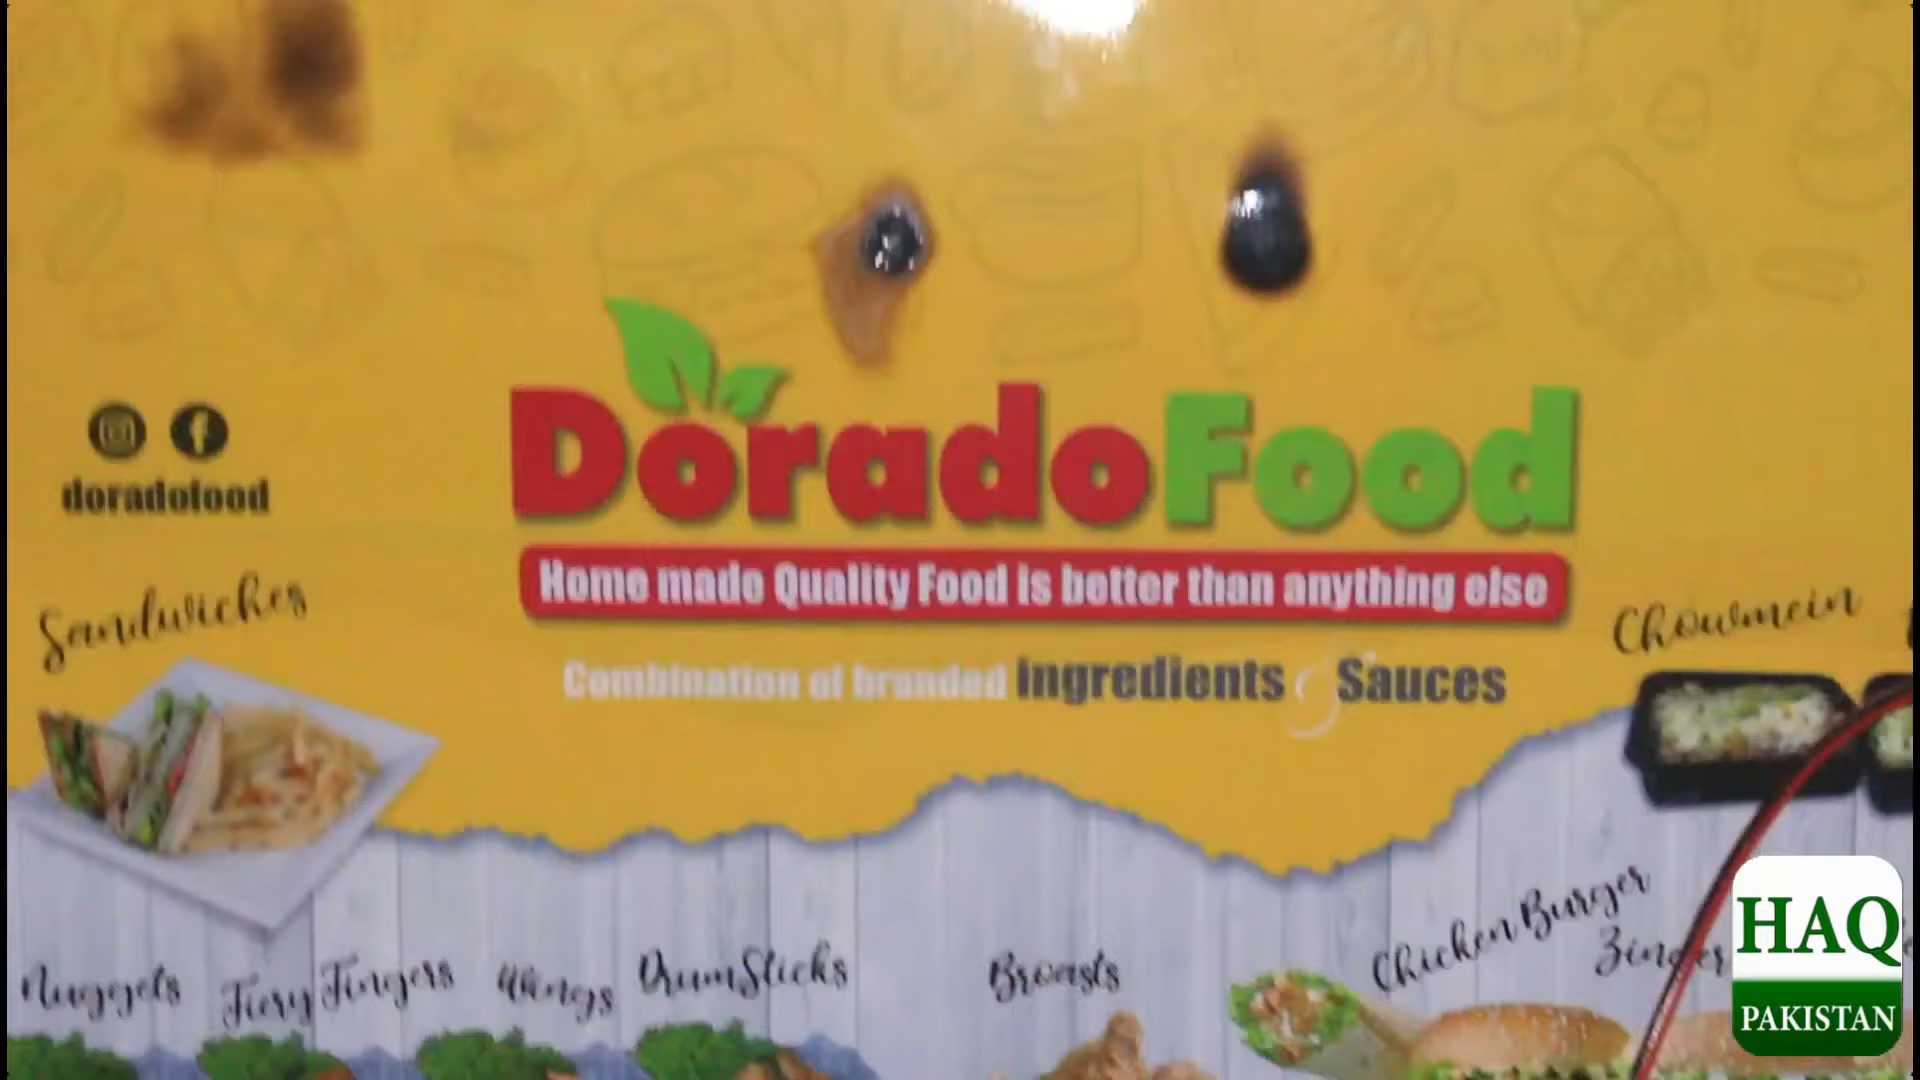 DoradoFood
doradofood
Home made Quality Food is better than anything else
Sandwiches
Chowmein
Combination of branded ingredients & Sauces
Chicken Burger
Zinger
Nuggets
Fiery Fingers
Wings
DrumSticks
Broasts
HAQ
PAKISTAN